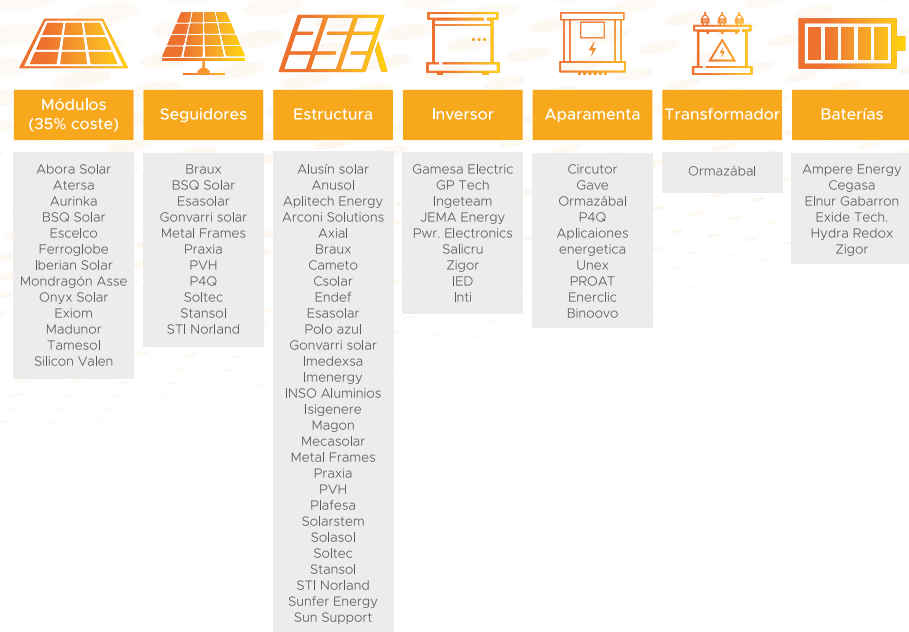 Módulos
(35% coste)
Abora Solar
Atersa
Aurinka
BSQ Solar
Escelco
Ferroglobe
Iberian Solar
Mondragón Asse
Onyx Solar
Exiom
Madunor
Tamesol
Silicon Valen
Seguidores
Braux
BSQ Solar
Esasolar
Gonvarri solar
Metal Frames
Praxia
PVH
P4Q
Soltec
Stansol
STI Norland
Estructura
Alusín solar
Anusol
Aplitech Energy
Arconi Solutions
Axial
Braux
Cameto
Csolar
Endef
Esasolar
Polo azul
Gonvarri solar
Imedexsa
Imenergy
INSO Aluminios
Isigenere
Magon
Mecasolar
Metal Frames
Praxia
PVH
Plafesa
Solarstem
Solasol
Soltec
Stansol
STI Norland
Sunfer Energy
Sun Support
Inversor
Gamesa Electric
GP Tech
Ingeteam
JEMA Energy
Pwr. Electronics
Salicru
Zigor
IED
Inti
Aparamenta
Circutor
Gave
Ormazábal
P4Q
Aplicaiones
energetica
Unex
PROAT
Enerclic
Binoovo
Transformador
Ormazábal
Baterías
Ampere Energy
Cegasa
Elnur Gabarron
Exide Tech.
Hydra Redox
Zigor